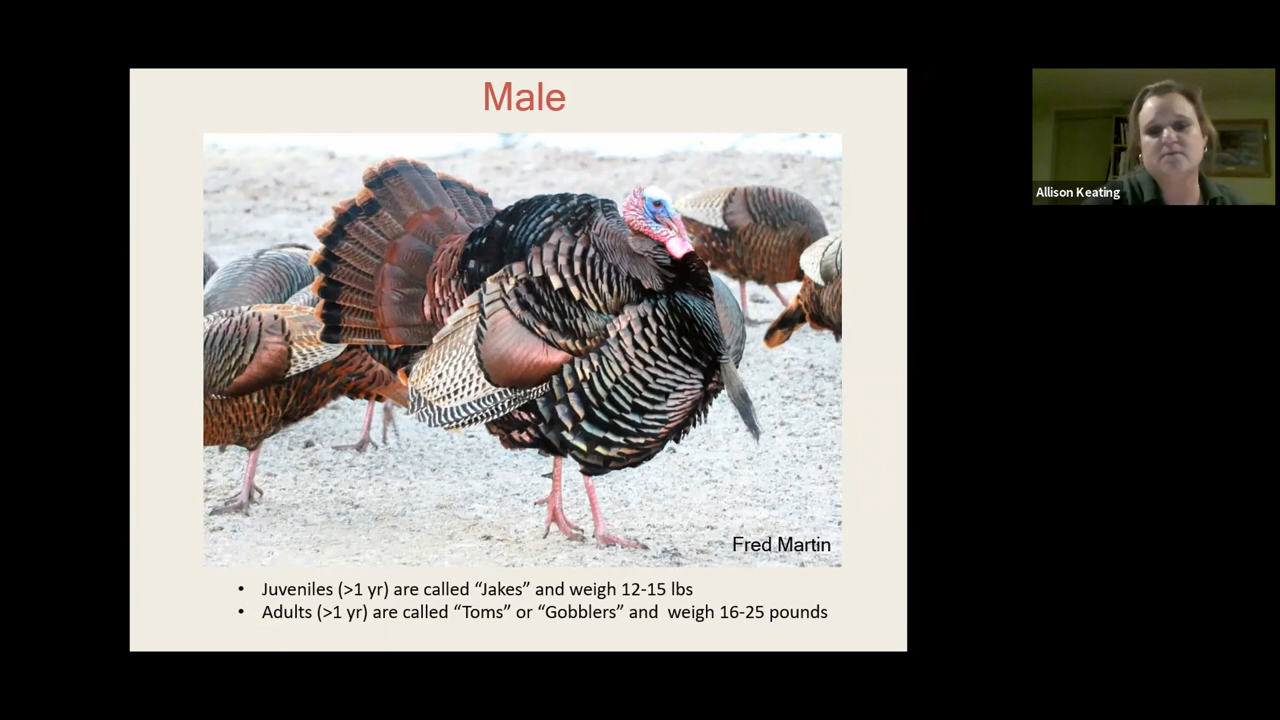 Male
Allison Keating
Fred Martin
• Juveniles (>1 yr) are called “Jakes” and weigh 12-15 lbs
• Adults (>1 yr) are called “Toms” or “Gobblers” and  weigh 16-25 pounds